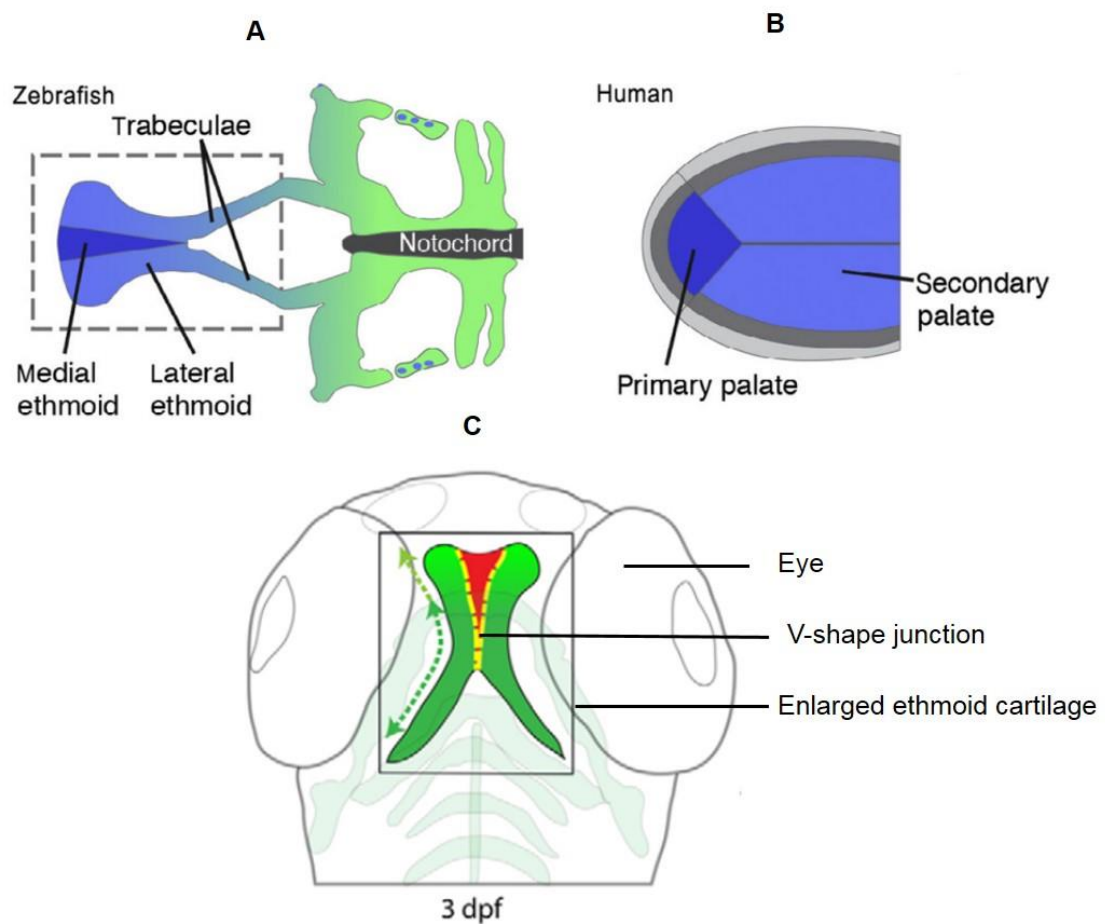 A
B
Zebrafish
Human
Trabeculae
Notochord
Secondary
palate
Medial
ethmoid
Lateral
ethmoid
Primary palate
C
Eye
V-shape junction
Enlarged ethmoid cartilage
3 dpf